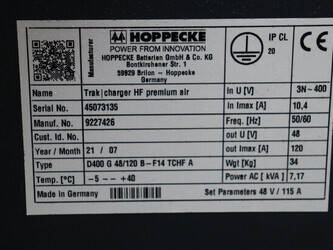 Manufacturer
HOPPECKE
POWER FROM INNOVATION
HOPPECKE Batterien GmbH & Co. KG
Bontkirchener Str. 1
59929 Brilon - Hoppecke
Germany
IP CL
20
CE
Name Trak|charger HF premium air In U [V] 3N~400
Serial No. 45073135 In Imax [A] 10,4
Manuf. No. 9227426 Freq. [Hz] 50/60
Cust. Id. No. out U [V] 48
Year / Month 21 / 07 out Imax [A] 120
Type D400 G 48/120 B-F14 TCHF A Wgt [Kg] 34
Temp. [°C] -5 - +40 Power AC [kVA] 7,17
Made in Germany Set Parameters 48 V / 115 A